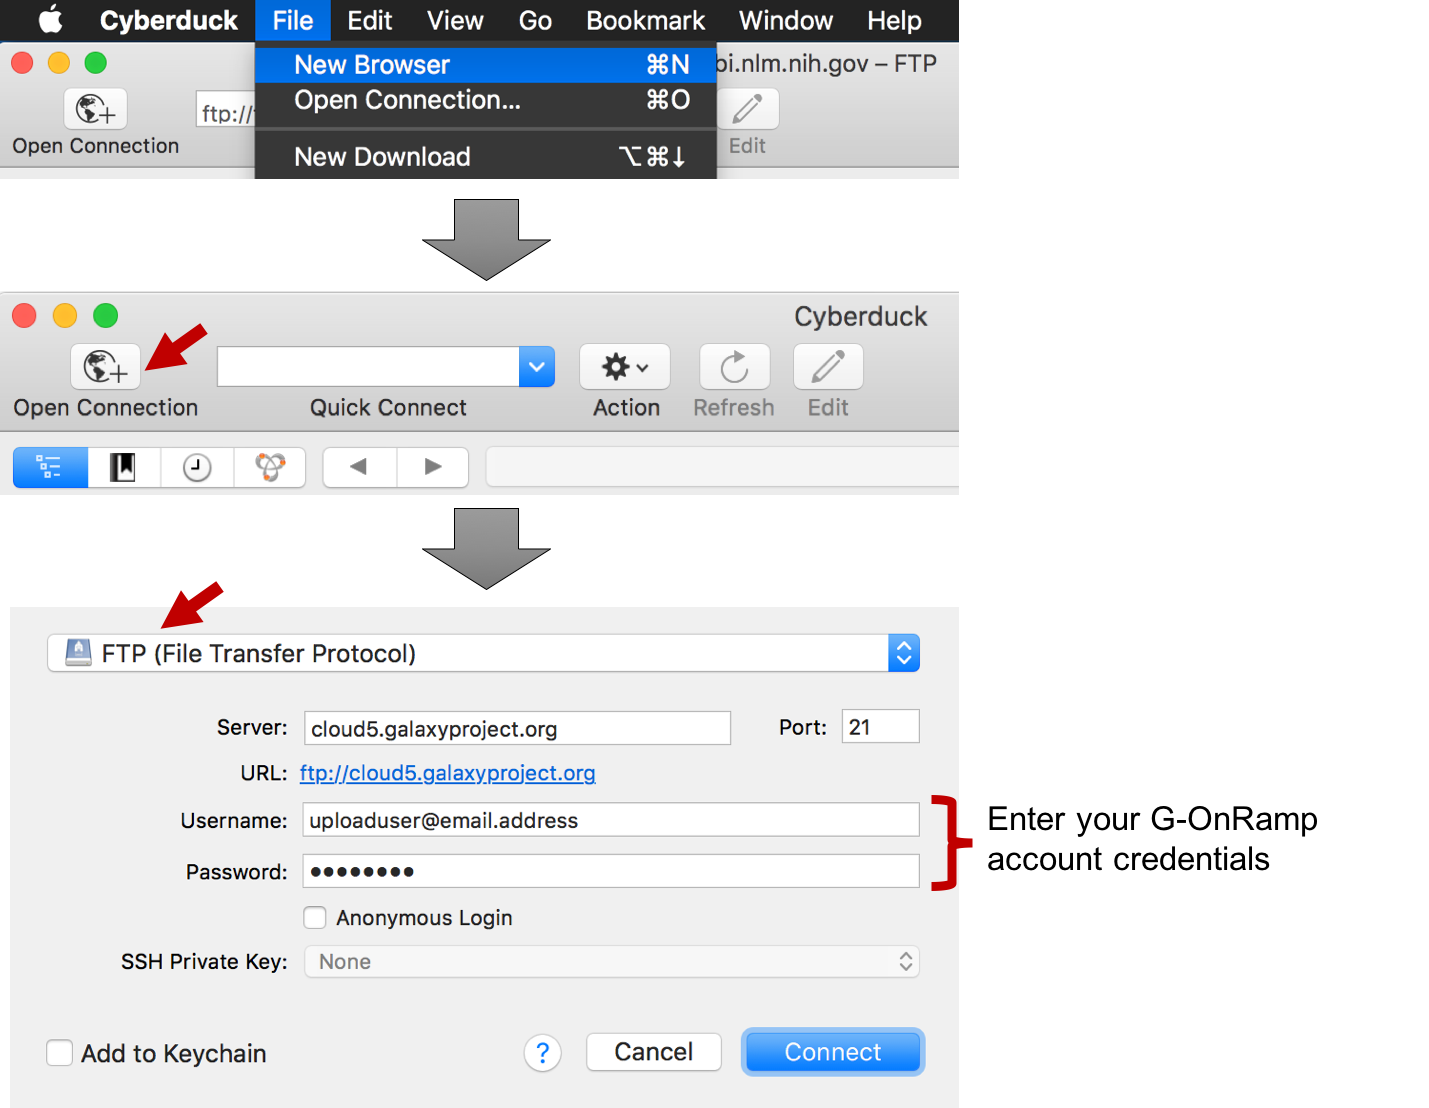 Cyberduck File Edit View Go Bookmark Window Help
New Browser ⌘N
bi.nlm.nih.gov – FTP
Open Connection... ⌘O
ftp://
Open Connection
Edit
New Download ⌥⌘↓
Cyberduck
Open Connection
Quick Connect
Action
Refresh
Edit
FTP (File Transfer Protocol)
Server: cloud5.galaxyproject.org Port: 21
URL: ftp://cloud5.galaxyproject.org
Username: uploaduser@email.address
Password: ●●●●●●●●
Enter your G-OnRamp
account credentials
Anonymous Login
SSH Private Key: None
Add to Keychain
?
Cancel
Connect